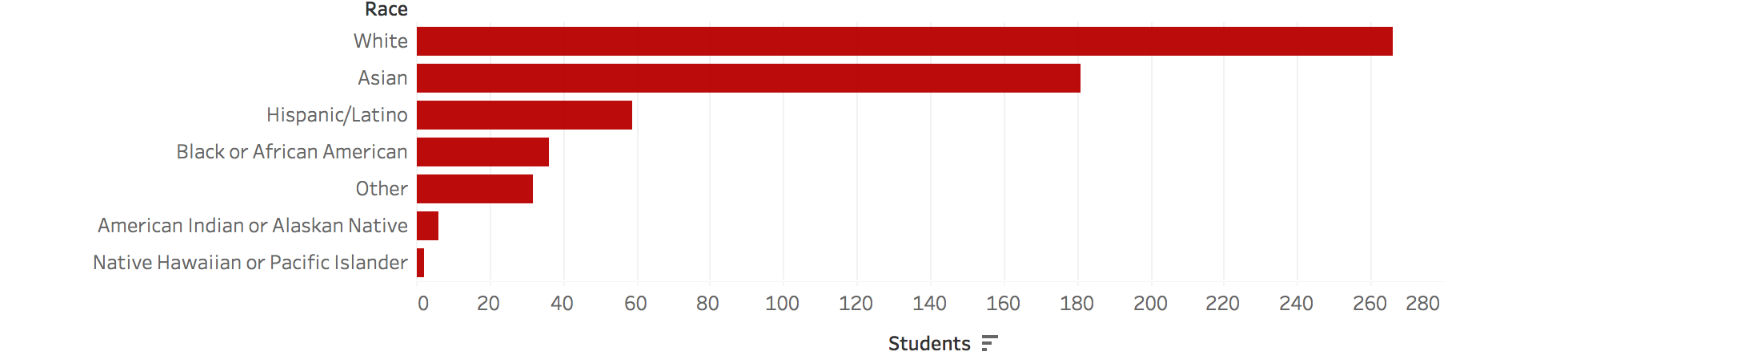 Race
White
Asian
Hispanic/Latino
Black or African American
Other
American Indian or Alaskan Native
Native Hawaiian or Pacific Islander
0 20 40 60 80 100 120 140 160 180 200 220 240 260 280
Students